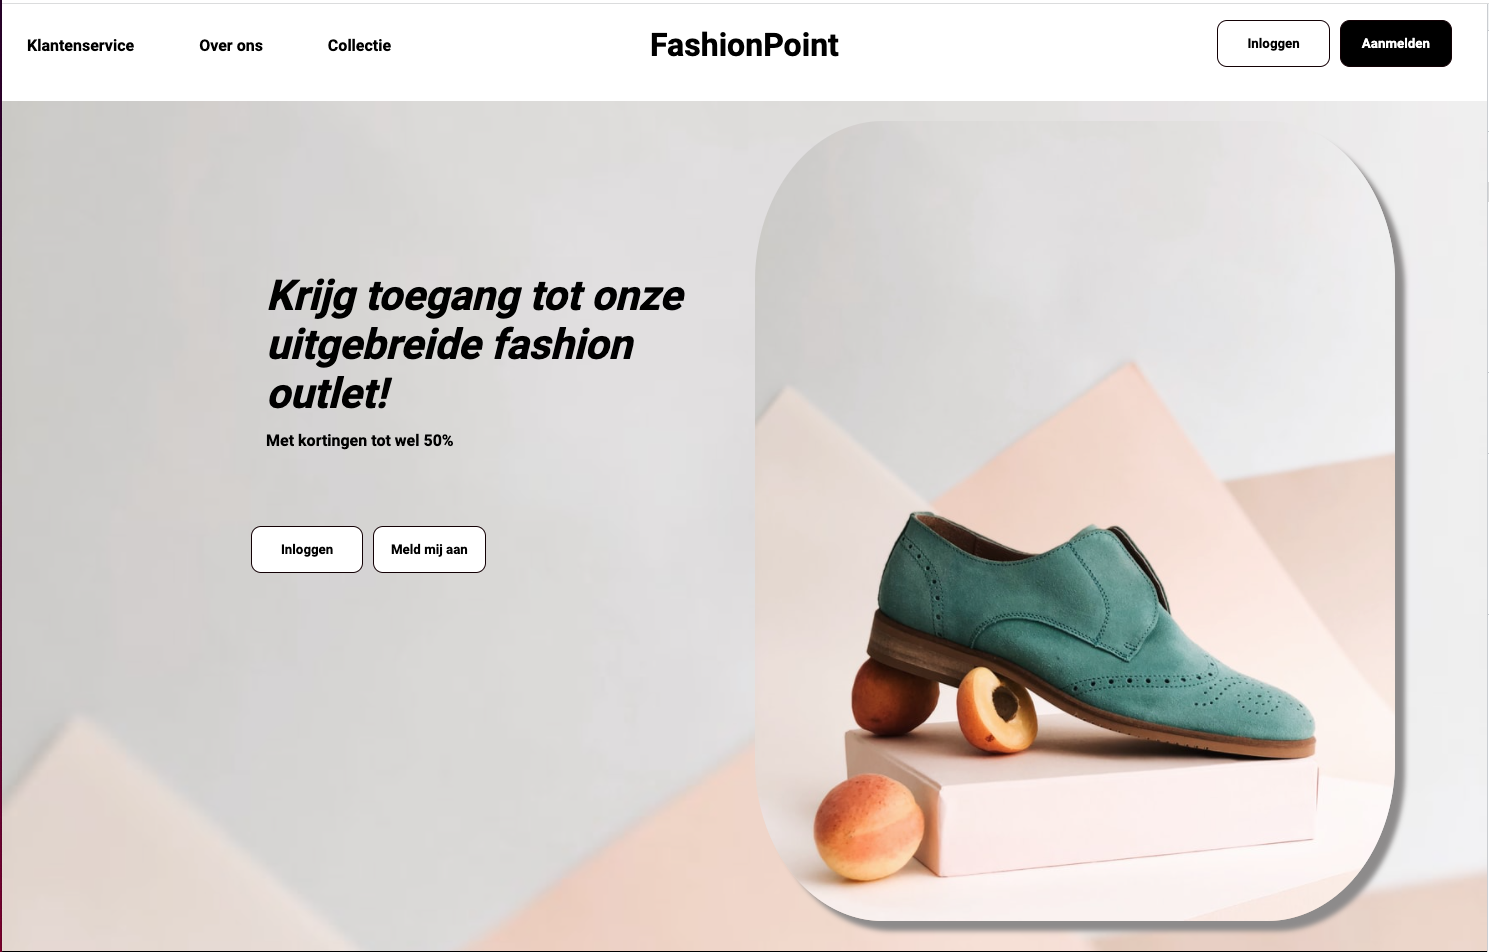 Klantenservice
Over ons
Collectie
FashionPoint
Inloggen
Aanmelden
Krijg toegang tot onze
uitgebreide fashion
outlet!
Met kortingen tot wel 50%
Inloggen
Meld mij aan